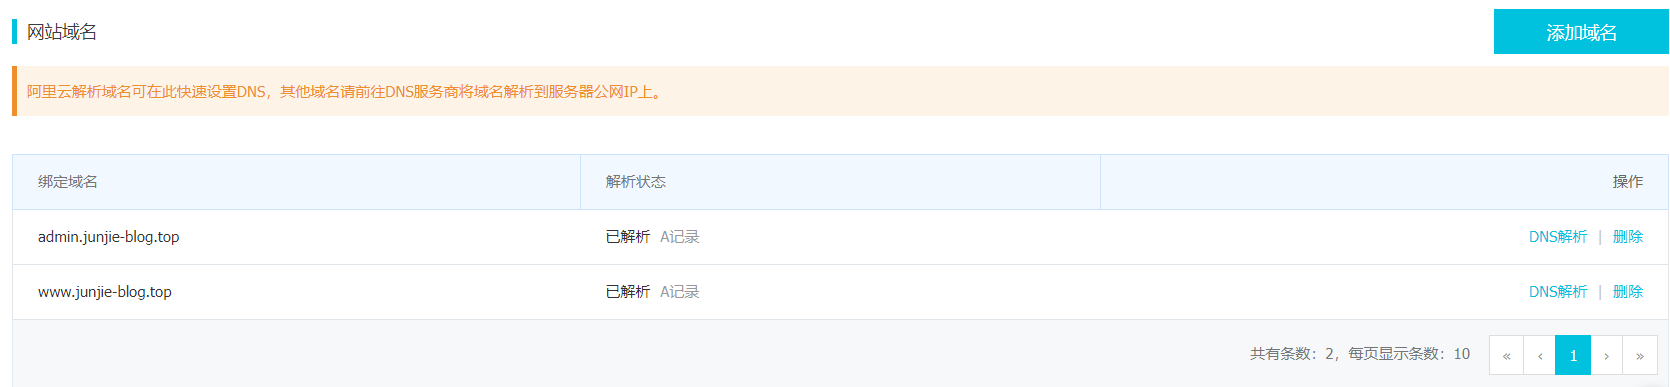 网站域名
添加域名
阿里云解析域名可在此快速设置DNS，其他域名请前往DNS服务商将域名解析到服务器公网IP上。
绑定域名 解析状态 操作
admin.junjie-blog.top 已解析 A记录 DNS解析 | 删除
www.junjie-blog.top 已解析 A记录 DNS解析 | 删除
共有条数：2，每页显示条数：10 « ‹ 1 › »